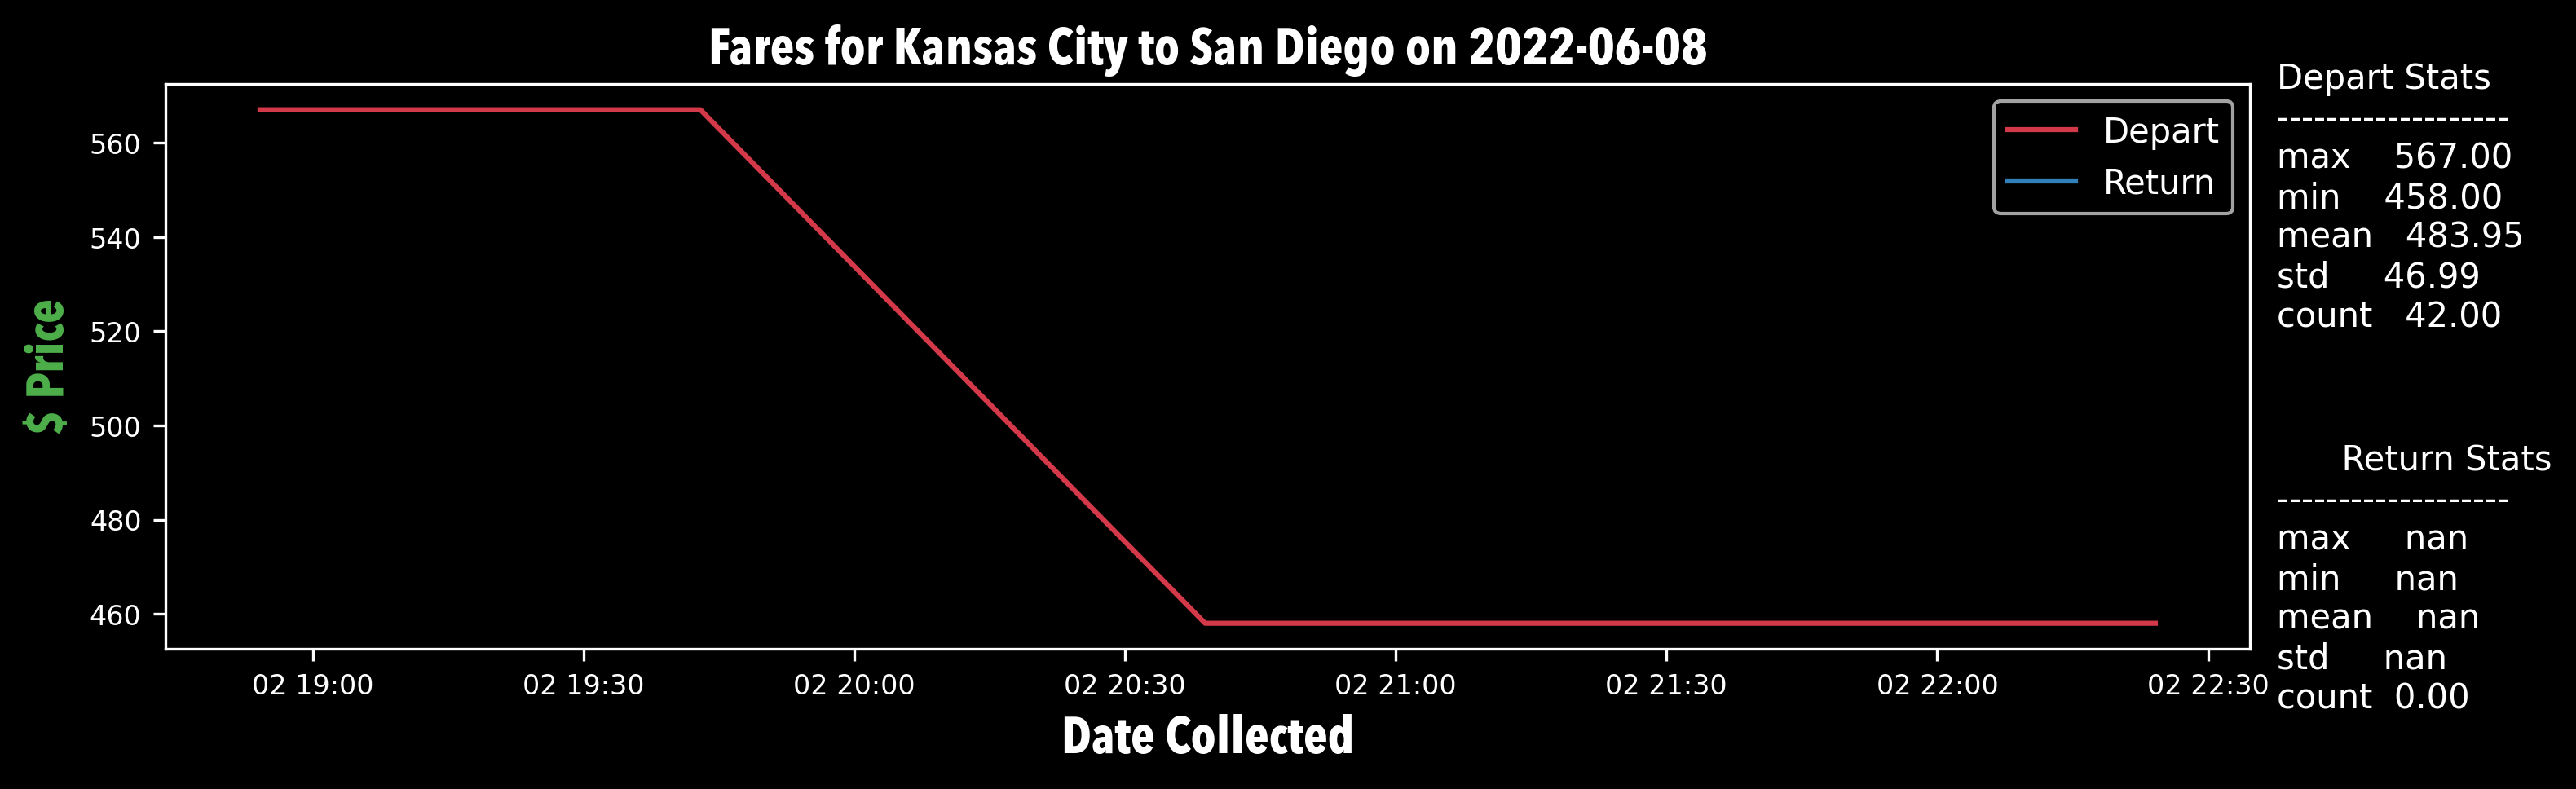 Fares for Kansas City to San Diego on 2022-06-08
$ Price
560
540
520
500
480
460
Depart
Return
02 19:00 02 19:30 02 20:00 02 20:30 02 21:00 02 21:30 02 22:00 02 22:30
Date Collected
Depart Stats
-------------------
max 567.00
min 458.00
mean 483.95
std 46.99
count 42.00
Return Stats
-------------------
max nan
min nan
mean nan
std nan
count 0.00